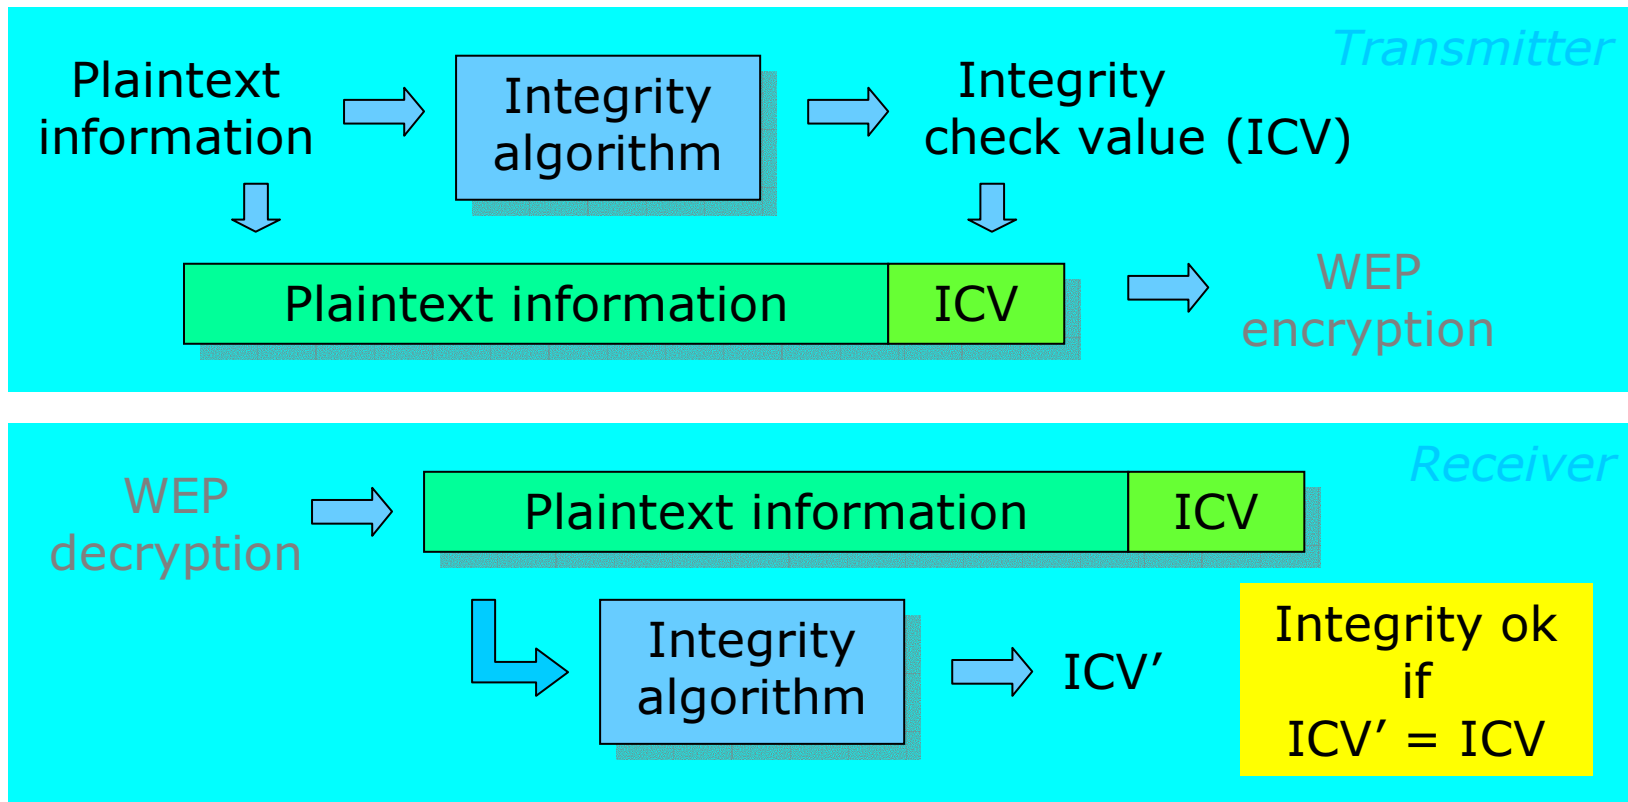 Transmitter
Plaintext
information
Integrity
algorithm
Integrity
check value (ICV)
Plaintext information
ICV
WEP
encryption
Receiver
WEP
decryption
Plaintext information
ICV
Integrity
algorithm
ICV′
Integrity ok
if
ICV′ = ICV